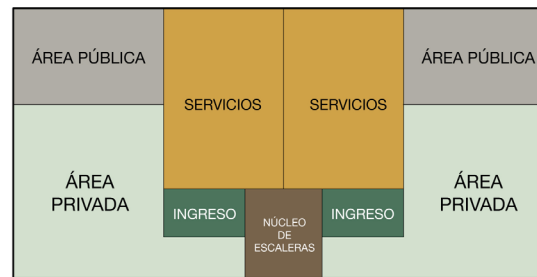 ÁREA PÚBLICA
SERVICIOS
SERVICIOS
ÁREA PÚBLICA
ÁREA
PRIVADA
INGRESO
NÚCLEO
DE
ESCALERAS
INGRESO
ÁREA
PRIVADA